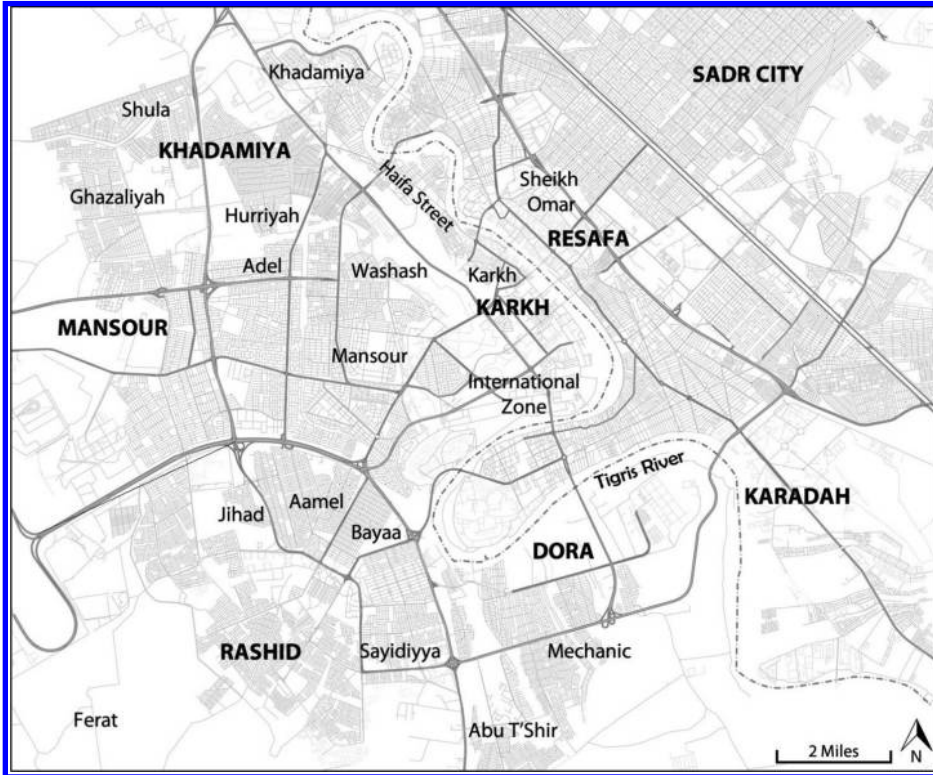 SADR CITY
Khadamiya
Shula
KHADAMIYA
Sheikh
Omar
Haifa Street
Ghazaliyah
Hurriyah
RESAFA
Adel
Washash
Karkh
KARKH
MANSOUR
Mansour
International
Zone
Tigris River
KARADAH
Aamel
Jihad
Bayaa
DORA
RASHID
Sayidiyya
Mechanic
Ferat
Abu T'Shir
2 Miles
N